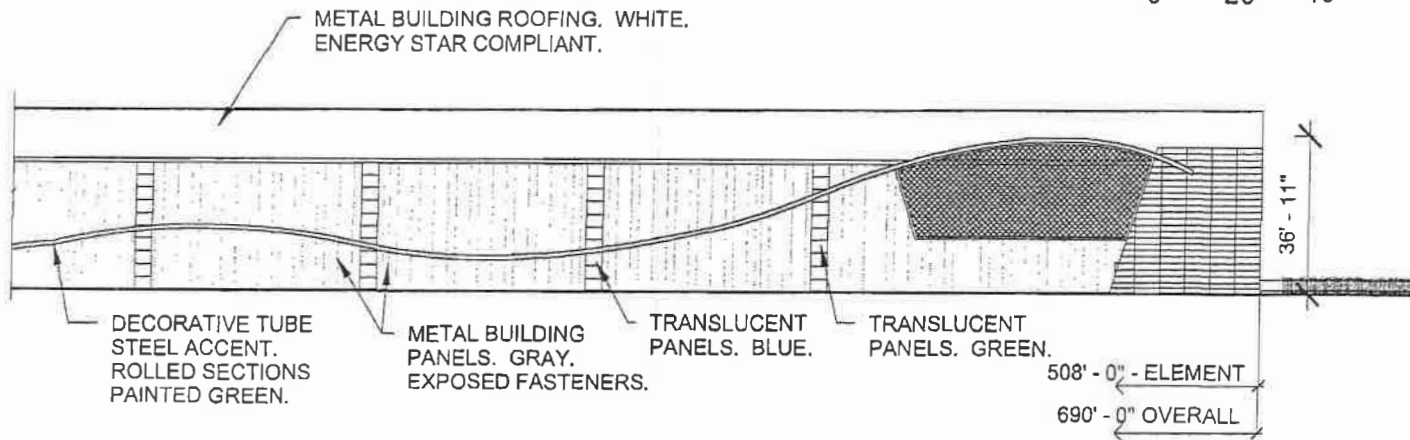 METAL BUILDING ROOFING. WHITE.
ENERGY STAR COMPLIANT.
36' - 11"
DECORATIVE TUBE
STEEL ACCENT.
ROLLED SECTIONS
PAINTED GREEN.
METAL BUILDING
PANELS. GRAY.
EXPOSED FASTENERS.
TRANSLUCENT
PANELS. BLUE.
TRANSLUCENT
PANELS. GREEN.
508' - 0" - ELEMENT
690' - 0" OVERALL